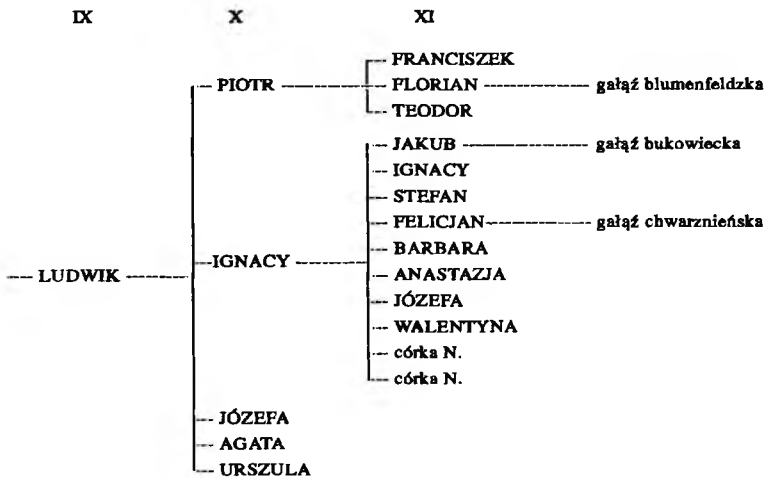 IX X XI
FRANCISZEK
PIOTR FLORIAN gałąź blumenfeldzka
TEODOR
JAKUB gałąź bukowiecka
IGNACY
STEFAN
FELICJAN gałąź chwarznieńska
BARBARA
IGNACY
ANASTAZJA
LUDWIK
JÓZEFA
WALENTYNA
córka N.
córka N.
JÓZEFA
AGATA
URSZULA